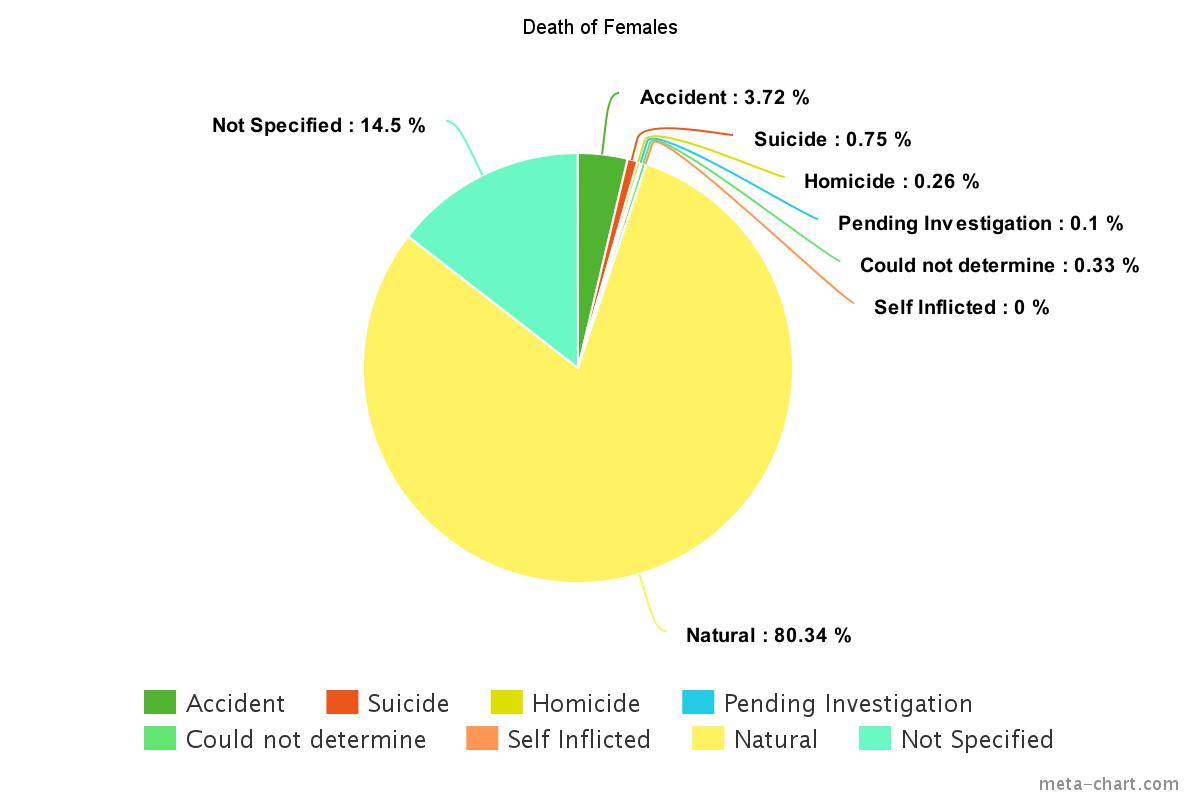 Death of Females
Accident : 3.72 %
Not Specified : 14.5 %
Suicide : 0.75 %
Homicide : 0.26 %
Pending Investigation : 0.1 %
Could not determine : 0.33 %
Self Inflicted : 0 %
Natural : 80.34 %
Accident Suicide Homicide Pending Investigation
Could not determine Self Inflicted Natural Not Specified
meta-chart.com